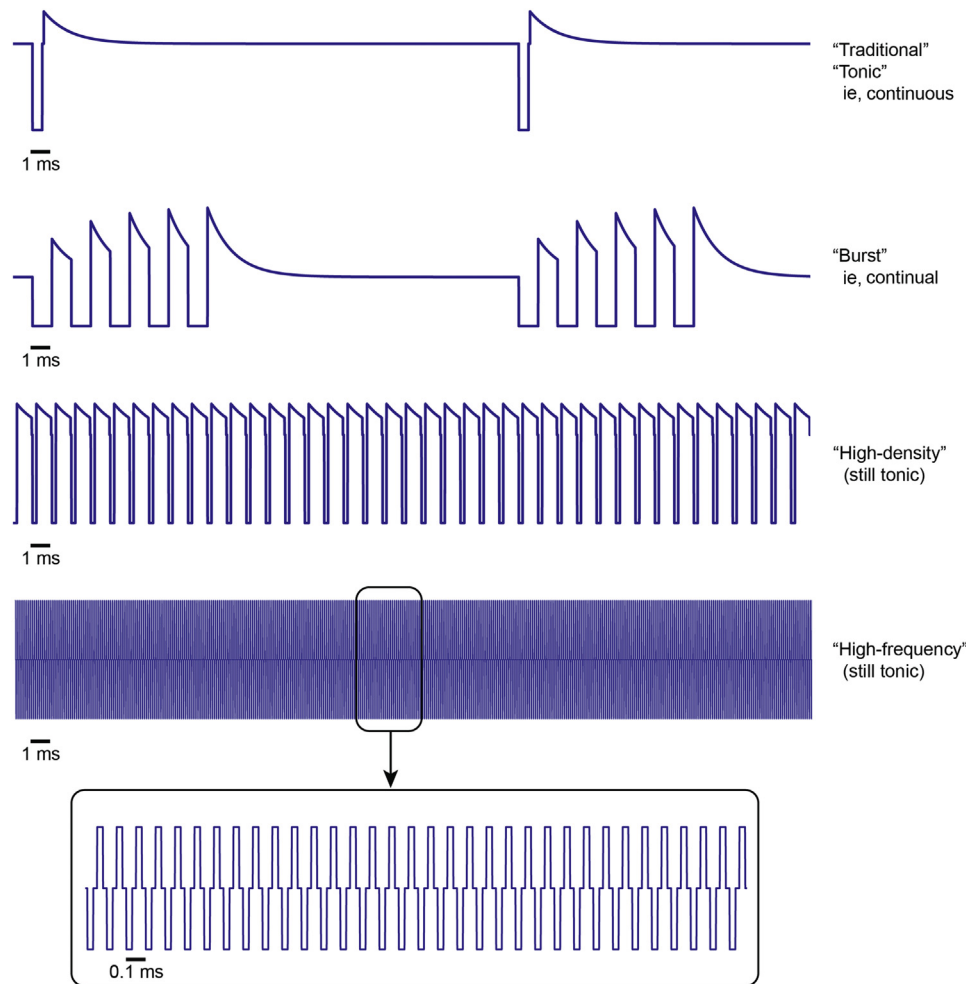 “Traditional”
“Tonic”
ie, continuous
1 ms
“Burst”
ie, continual
1 ms
“High-density”
(still tonic)
1 ms
“High-frequency”
(still tonic)
1 ms
0.1 ms